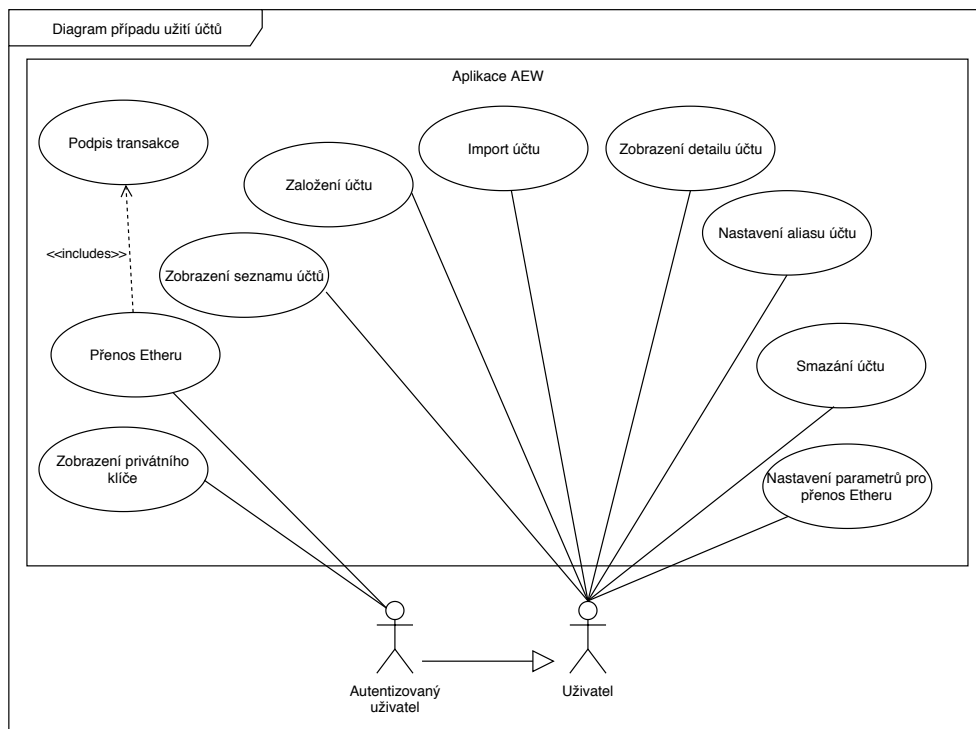 Diagram případu užití účtů
Aplikace AEW
Podpis transakce
Import účtu
Zobrazení detailu účtu
Založení účtu
Nastavení aliasu účtu
<<includes>>
Zobrazení seznamu účtů
Přenos Etheru
Smazání účtu
Zobrazení privátního
klíče
Nastavení parametrů pro
přenos Etheru
Autentizovaný
uživatel
Uživatel